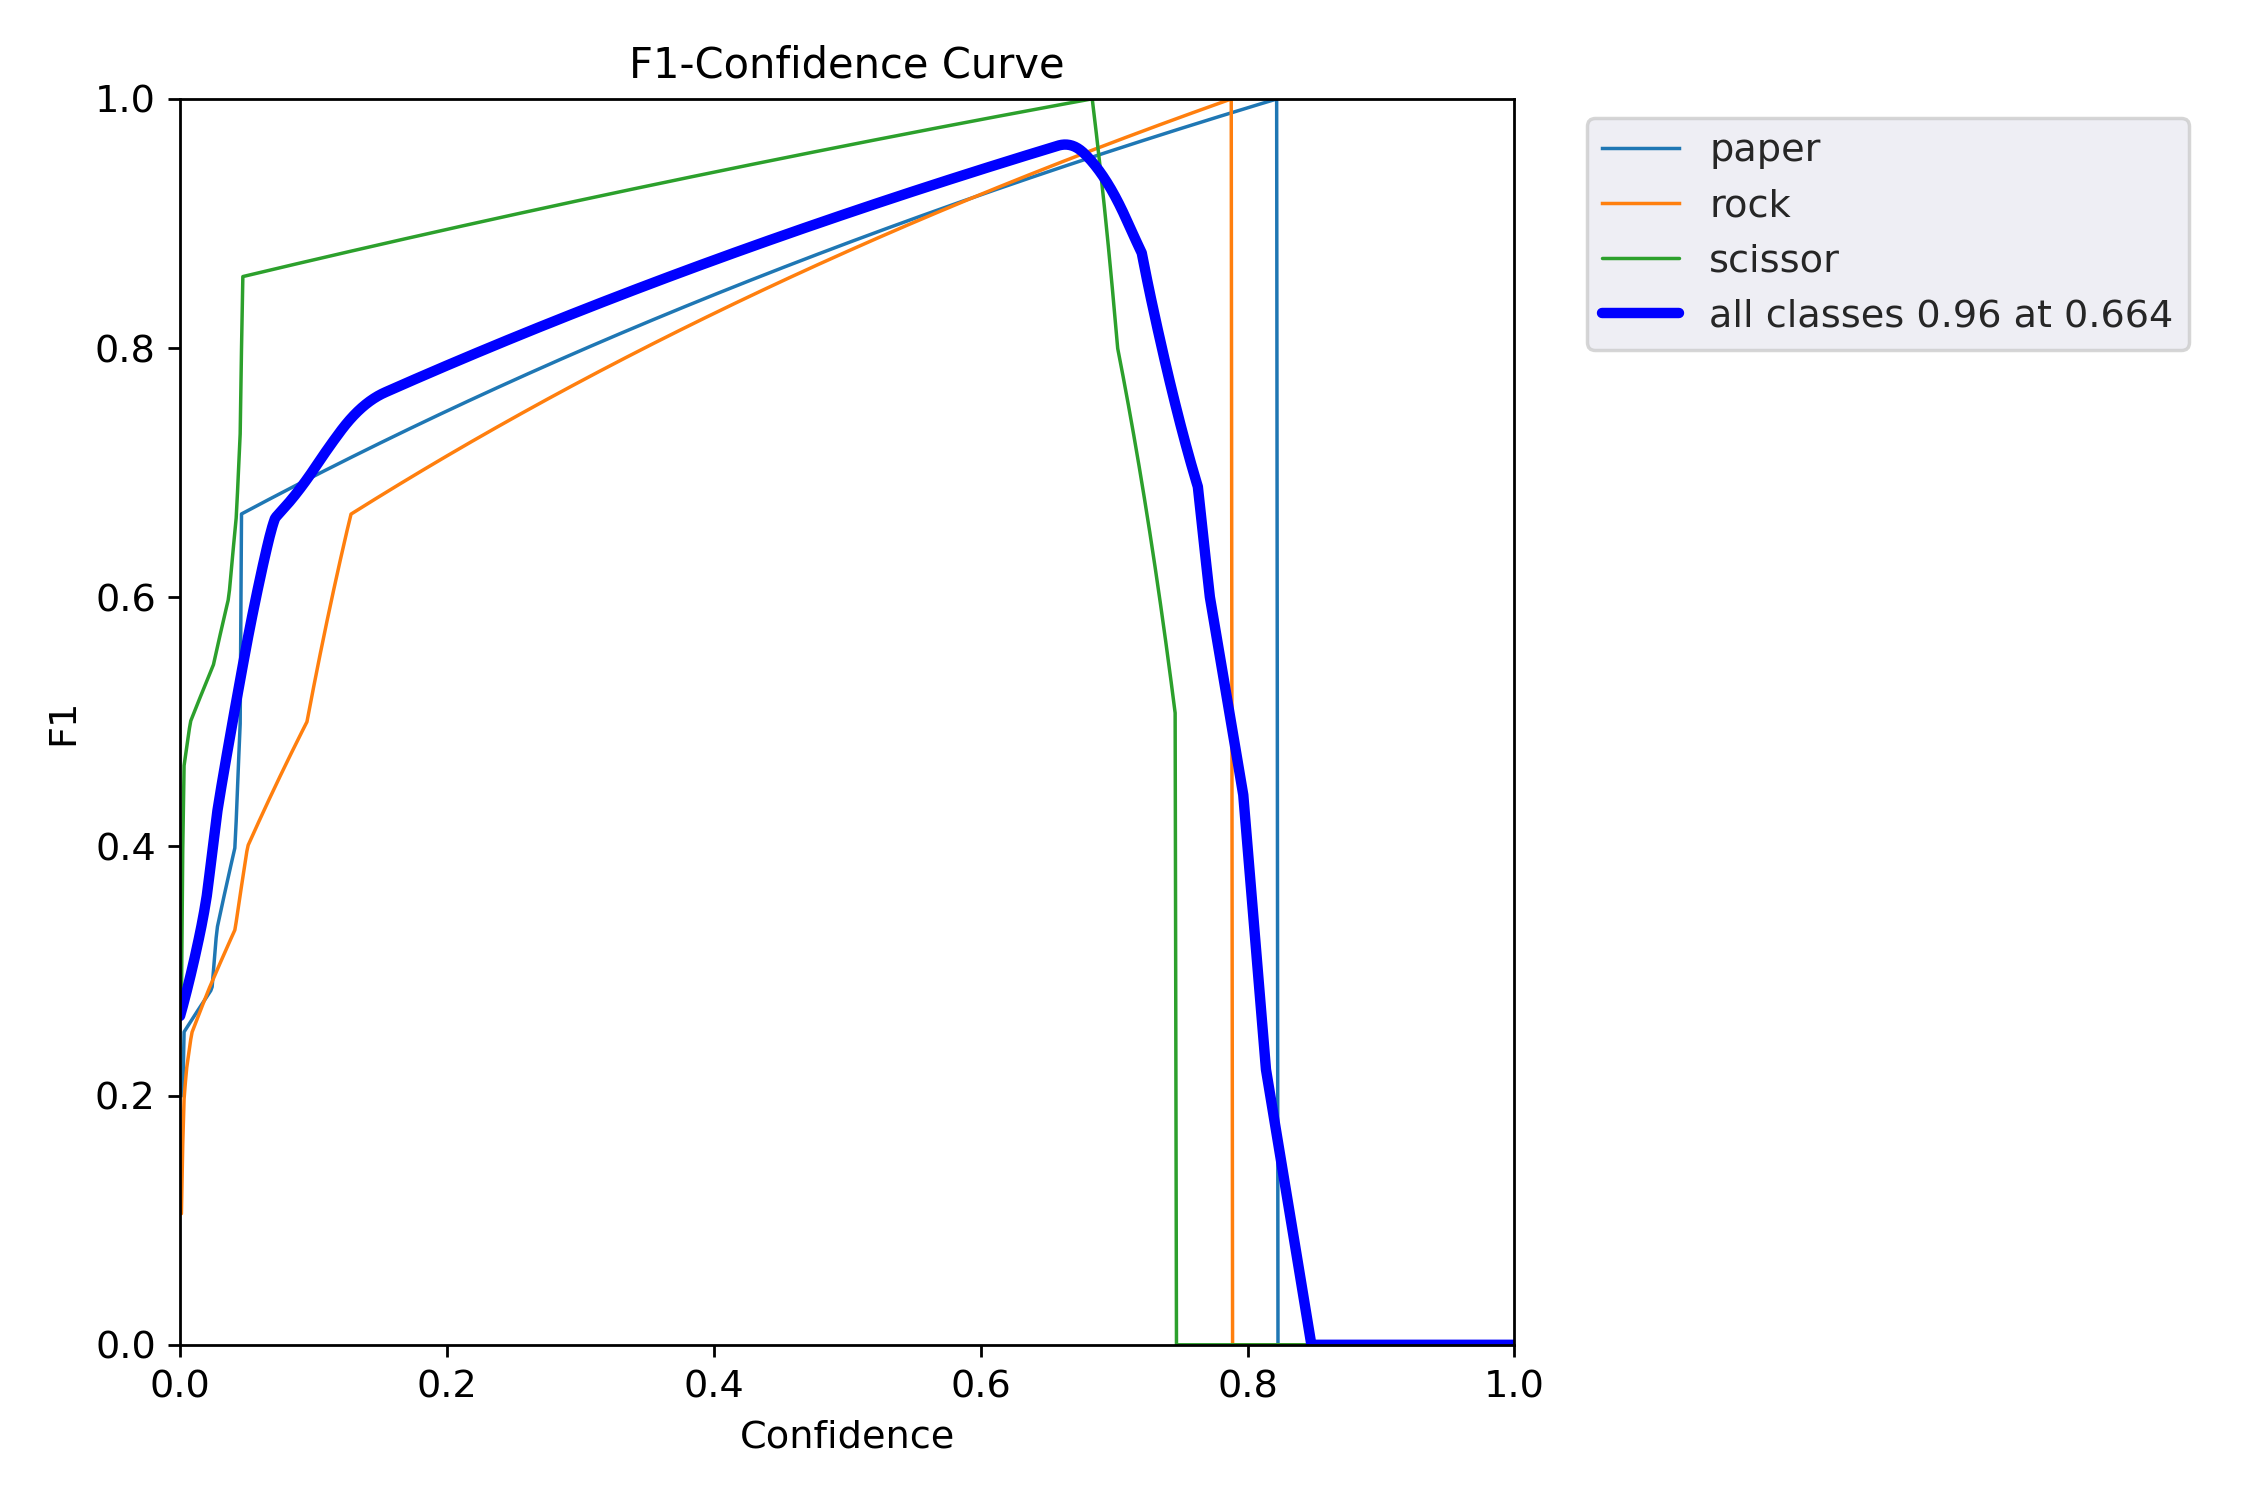 F1-Confidence Curve
1.0
0.8
0.6
0.4
0.2
0.0
F1
0.0 0.2 0.4 0.6 0.8 1.0
Confidence
paper
rock
scissor
all classes 0.96 at 0.664